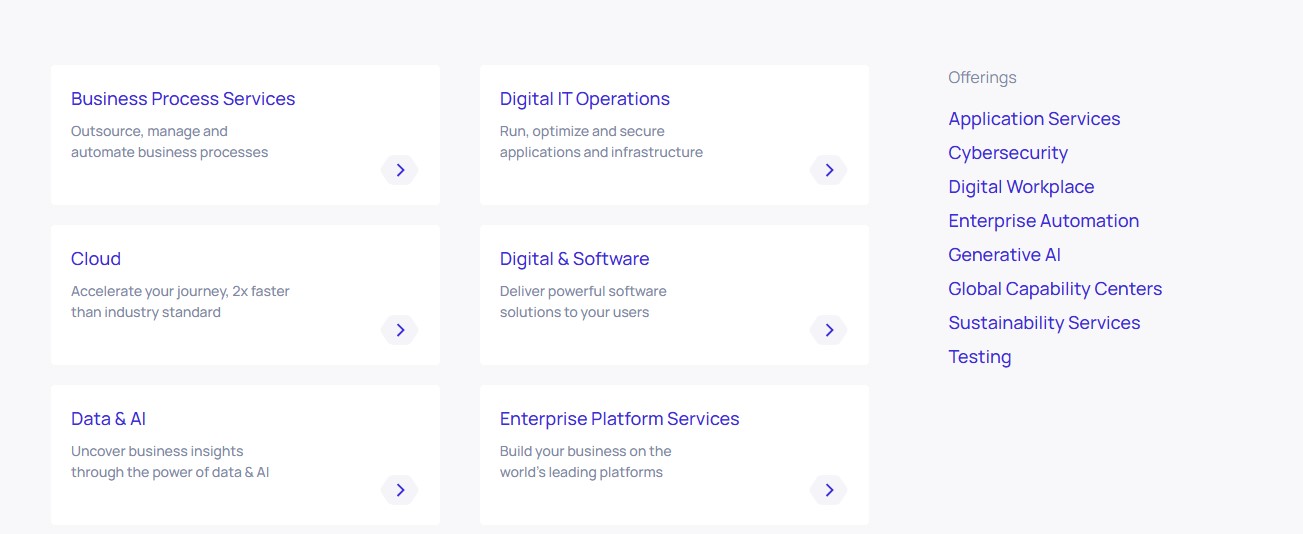 Business Process Services
Outsource, manage and
automate business processes
Digital IT Operations
Run, optimize and secure
applications and infrastructure
Cloud
Accelerate your journey, 2x faster
than industry standard
Digital & Software
Deliver powerful software
solutions to your users
Data & AI
Uncover business insights
through the power of data & AI
Enterprise Platform Services
Build your business on the
world's leading platforms
Offerings
Application Services
Cybersecurity
Digital Workplace
Enterprise Automation
Generative AI
Global Capability Centers
Sustainability Services
Testing